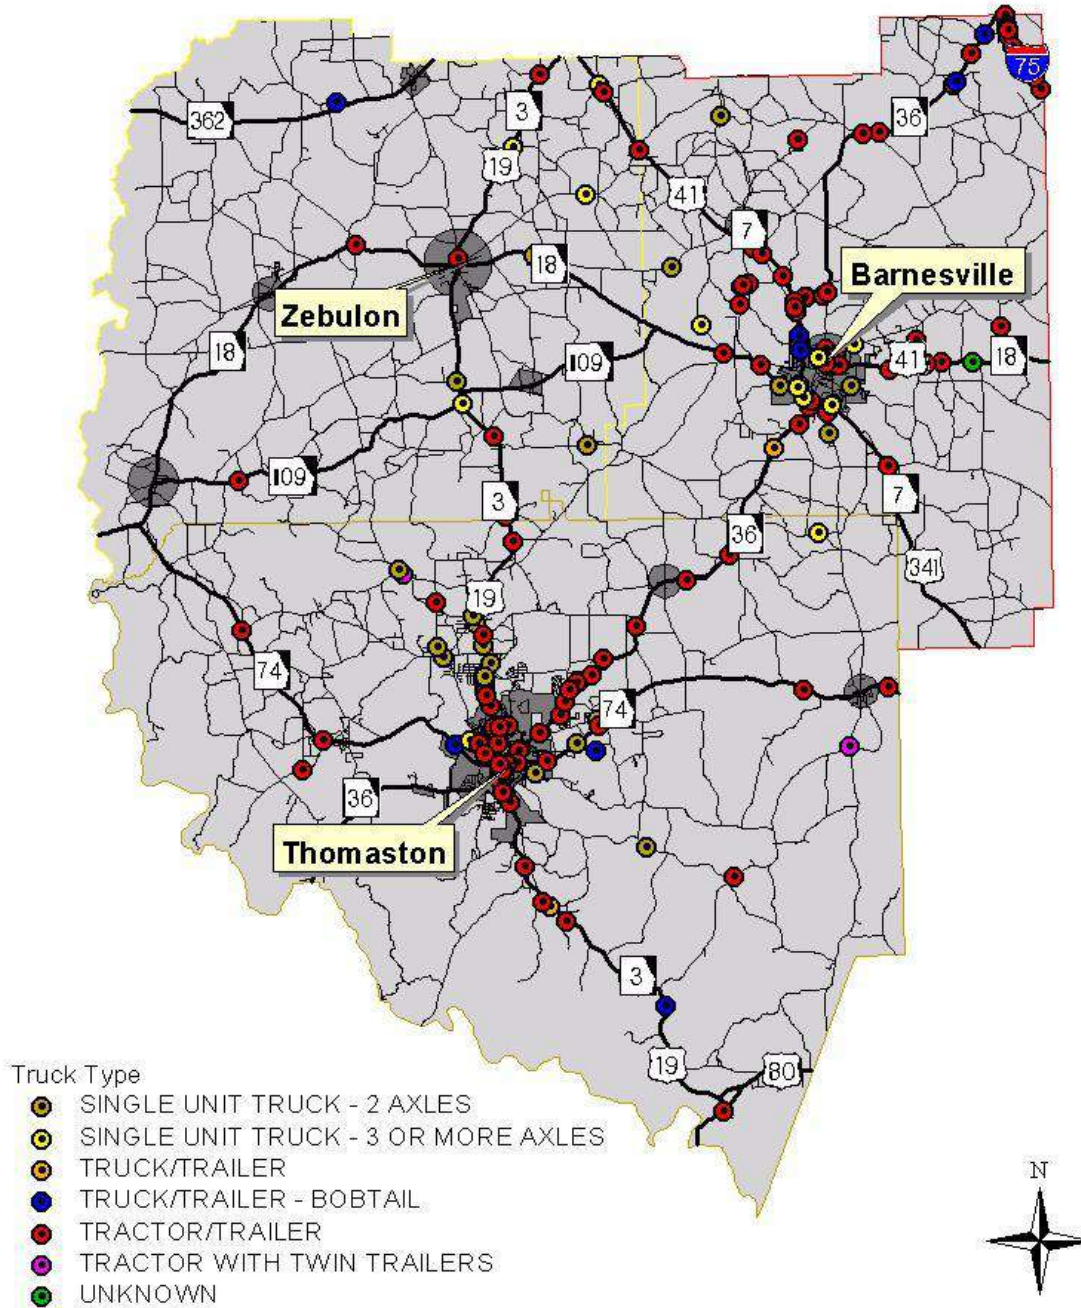 75
362
3
36
19
41
7
18
Barnesville
Zebulon
18
109
41
18
109
3
7
36
341
19
74
74
36
Thomaston
3
19
80
Truck Type
SINGLE UNIT TRUCK - 2 AXLES
SINGLE UNIT TRUCK - 3 OR MORE AXLES
TRUCK/TRAILER
TRUCK/TRAILER - BOBTAIL
TRACTOR/TRAILER
TRACTOR WITH TWIN TRAILERS
UNKNOWN
N